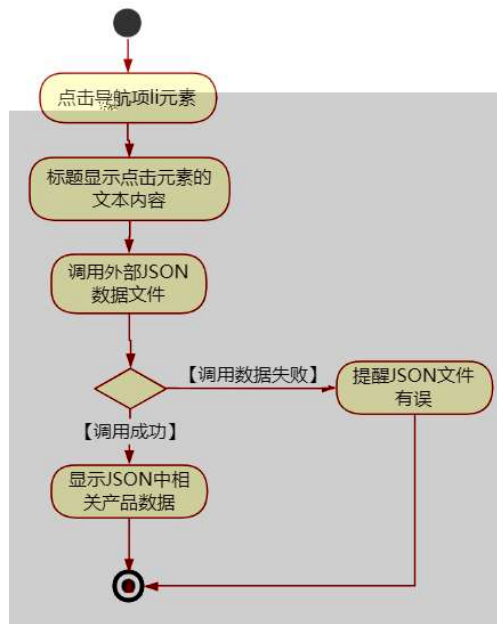 点击导航项li元素
标题显示点击元素的
文本内容
调用外部JSON
数据文件
【调用数据失败】
提醒JSON文件
有误
【调用成功】
显示JSON中相
关产品数据